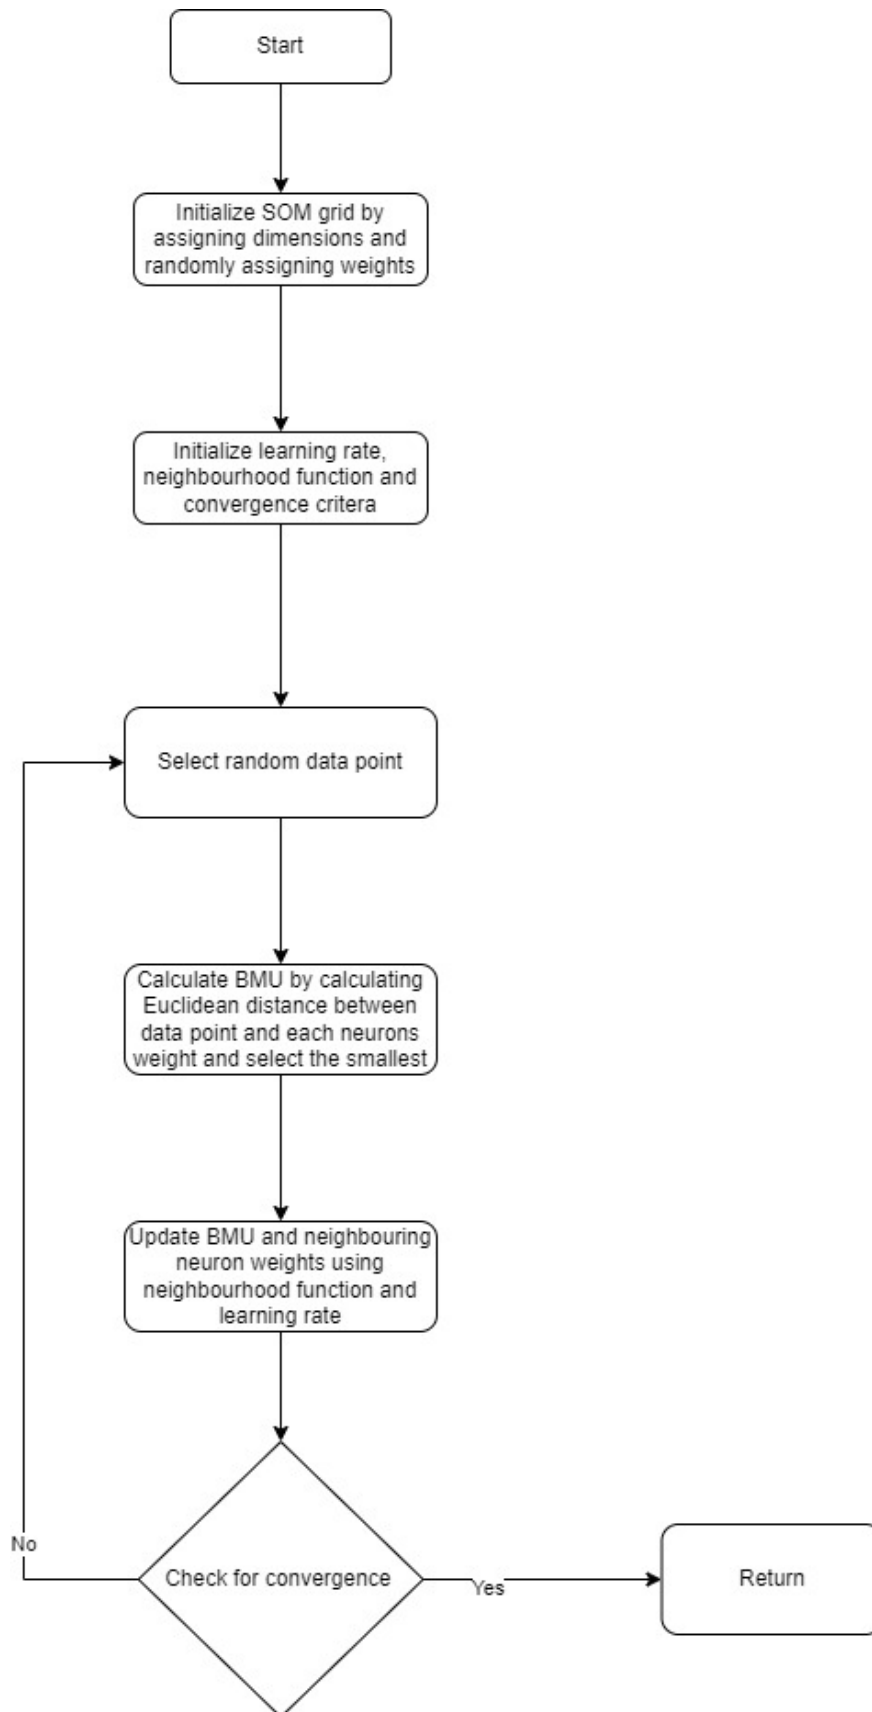 Start
Initialize SOM grid by
assigning dimensions and
randomly assigning weights
Initialize learning rate,
neighbourhood function and
convergence critera
Select random data point
Calculate BMU by calculating
Euclidean distance between
data point and each neurons
weight and select the smallest
Update BMU and neighbouring
neuron weights using
neighbourhood function and
learning rate
No
Check for convergence
Yes
Return